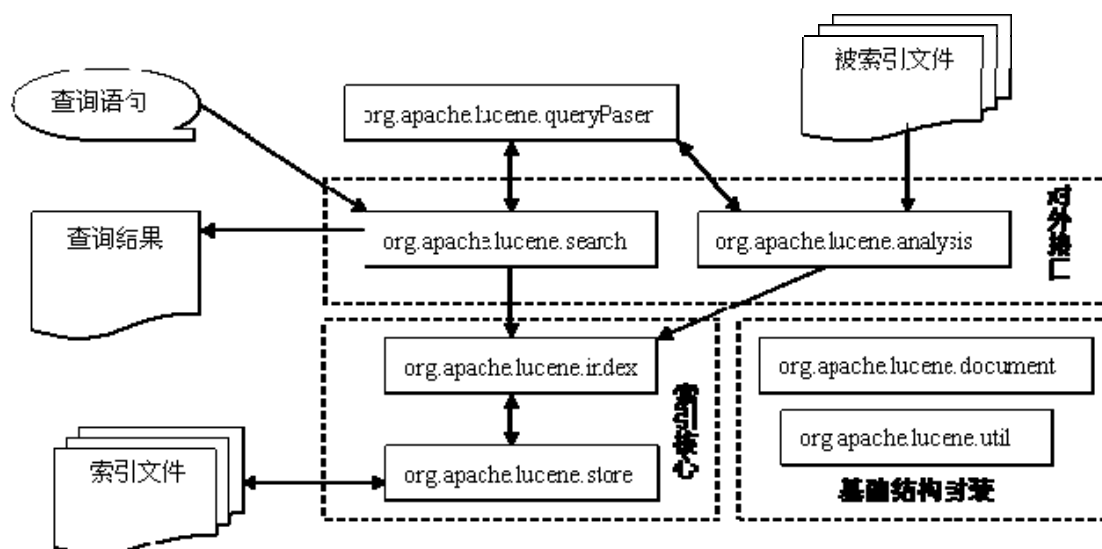 被索引文件
查询语句
org.apache.lucene.queryPaser
对外接口
查询结果
org.apache.lucene.search
org.apache.lucene.analysis
org.apache.lucene.index
org.apache.lucene.document
索引核心
org.apache.lucene.util
索引文件
org.apache.lucene.store
基础结构封装